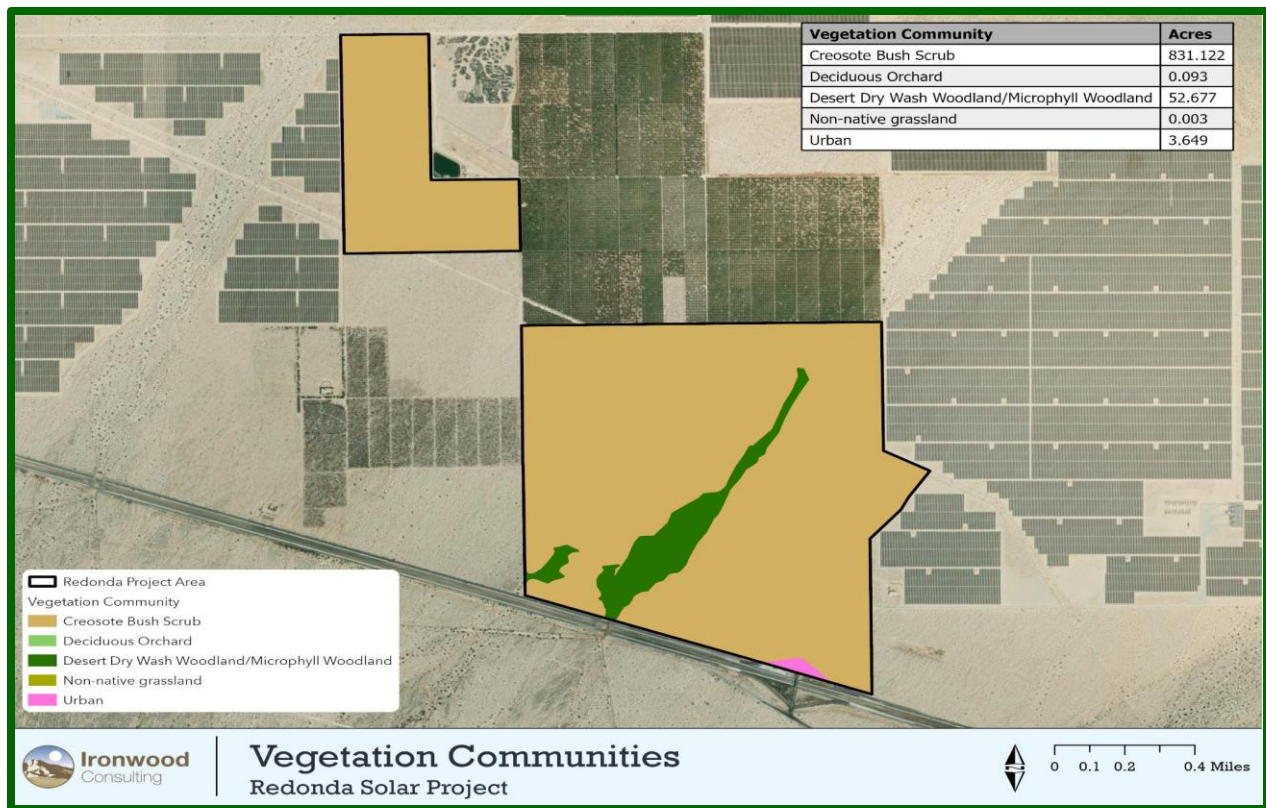 Vegetation Community Acres
Creosote Bush Scrub 831.122
Deciduous Orchard 0.093
Desert Dry Wash Woodland/Microphyll Woodland 52.677
Non-native grassland 0.003
Urban 3.649
Redonda Project Area
Vegetation Community
Creosote Bush Scrub
Deciduous Orchard
Desert Dry Wash Woodland/Microphyll Woodland
Non-native grassland
Urban
Ironwood
Consulting
Vegetation Communities
Redonda Solar Project
0 0.1 0.2 0.4 Miles